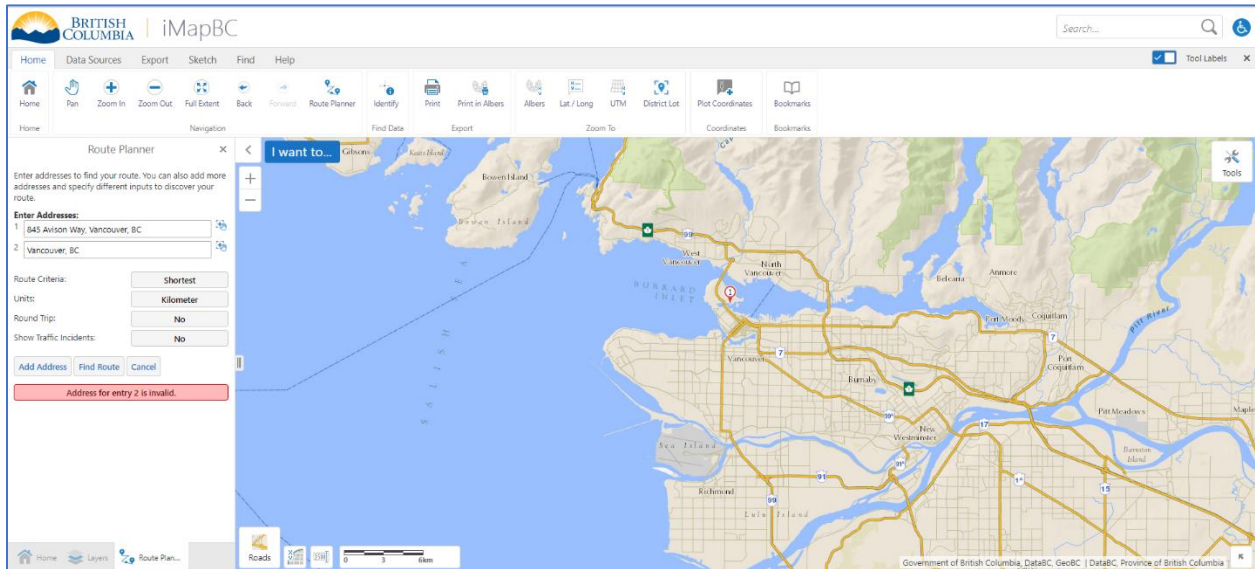 BRITISH
COLUMBIA
iMapBC
Search...
Home Data Sources Export Sketch Find Help
Tool Labels
Home Pan Zoom In Zoom Out Full Extent Back Forward Route Planner Identify Print Print in Albers Albers Lat / Long UTM District Lot Plot Coordinates Bookmarks
Home Navigation Find Data Export Zoom To Coordinates Bookmarks
Route Planner
Enter addresses to find your route. You can also add more
addresses and specify different inputs to discover your
route.
Enter Addresses:
1 845 Avison Way, Vancouver, BC
2 Vancouver, BC
Route Criteria: Shortest
Units: Kilometer
Round Trip: No
Show Traffic Incidents: No
Add Address Find Route Cancel
Address for entry 2 is invalid.
Home Layers Route Plan...
I want to...
Tools
Gibsons
Keats Island
Bowen Island
Bowen Island
99
West
Vancouver
North
Vancouver
BURRARD
INLET
1
Belcarra
Anmore
Port Moody
Coquitlam
Pitt River
7
Port
Coquitlam
Vancouver
7
Burnaby
Pitt Meadows
Maple
New
Westminster
17
Barnston
Island
Sea Island
91
15
Richmond
99
Lulu Island
Roads
0 3 6km
Government of British Columbia, DataBC, GeoBC | DataBC, Province of British Columbia